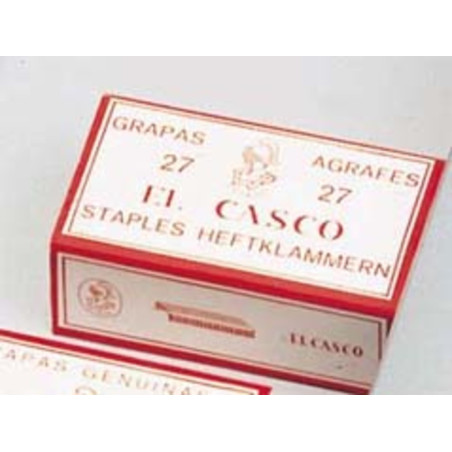 GRAPAS AGRAFES
27 27
EL CASCO
STAPLES HEFTKLAMMERN
EL CASCO
GRAPAS GENUINAS